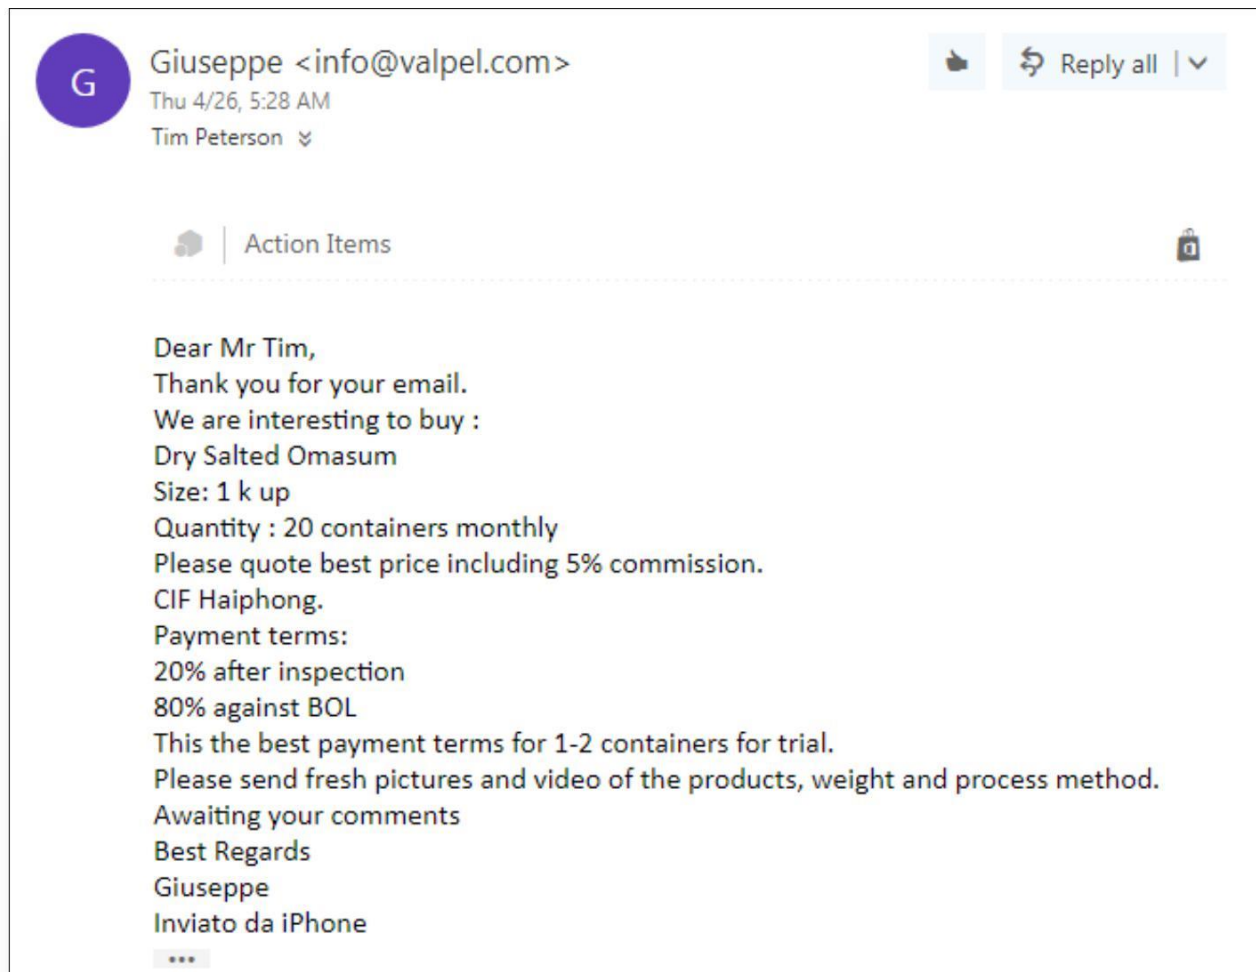 G
Giuseppe <info@valpel.com>
Reply all
Thu 4/26, 5:28 AM
Tim Peterson
Action Items
Dear Mr Tim,
Thank you for your email.
We are interesting to buy :
Dry Salted Omasum
Size: 1 k up
Quantity : 20 containers monthly
Please quote best price including 5% commission.
CIF Haiphong.
Payment terms:
20% after inspection
80% against BOL
This the best payment terms for 1-2 containers for trial.
Please send fresh pictures and video of the products, weight and process method.
Awaiting your comments
Best Regards
Giuseppe
Inviato da iPhone
•••